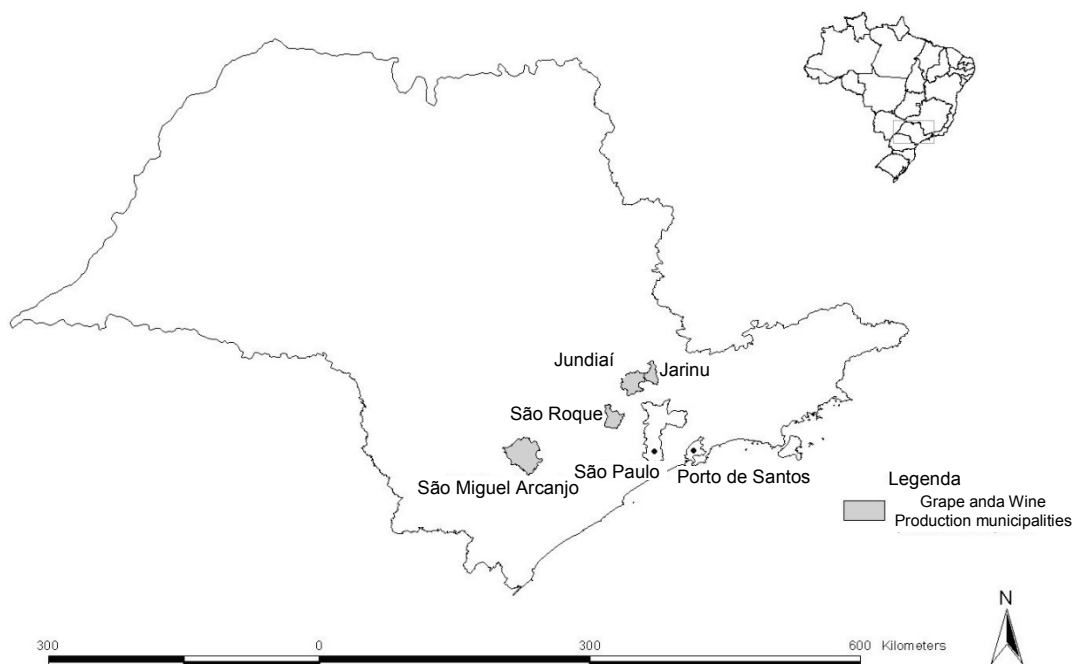 Jundiaí
Jarinu
São Roque
São Paulo
Porto de Santos
São Miguel Arcanjo
Legenda
Grape anda Wine
Production municipalities
N
300 0 300 600 Kilometers